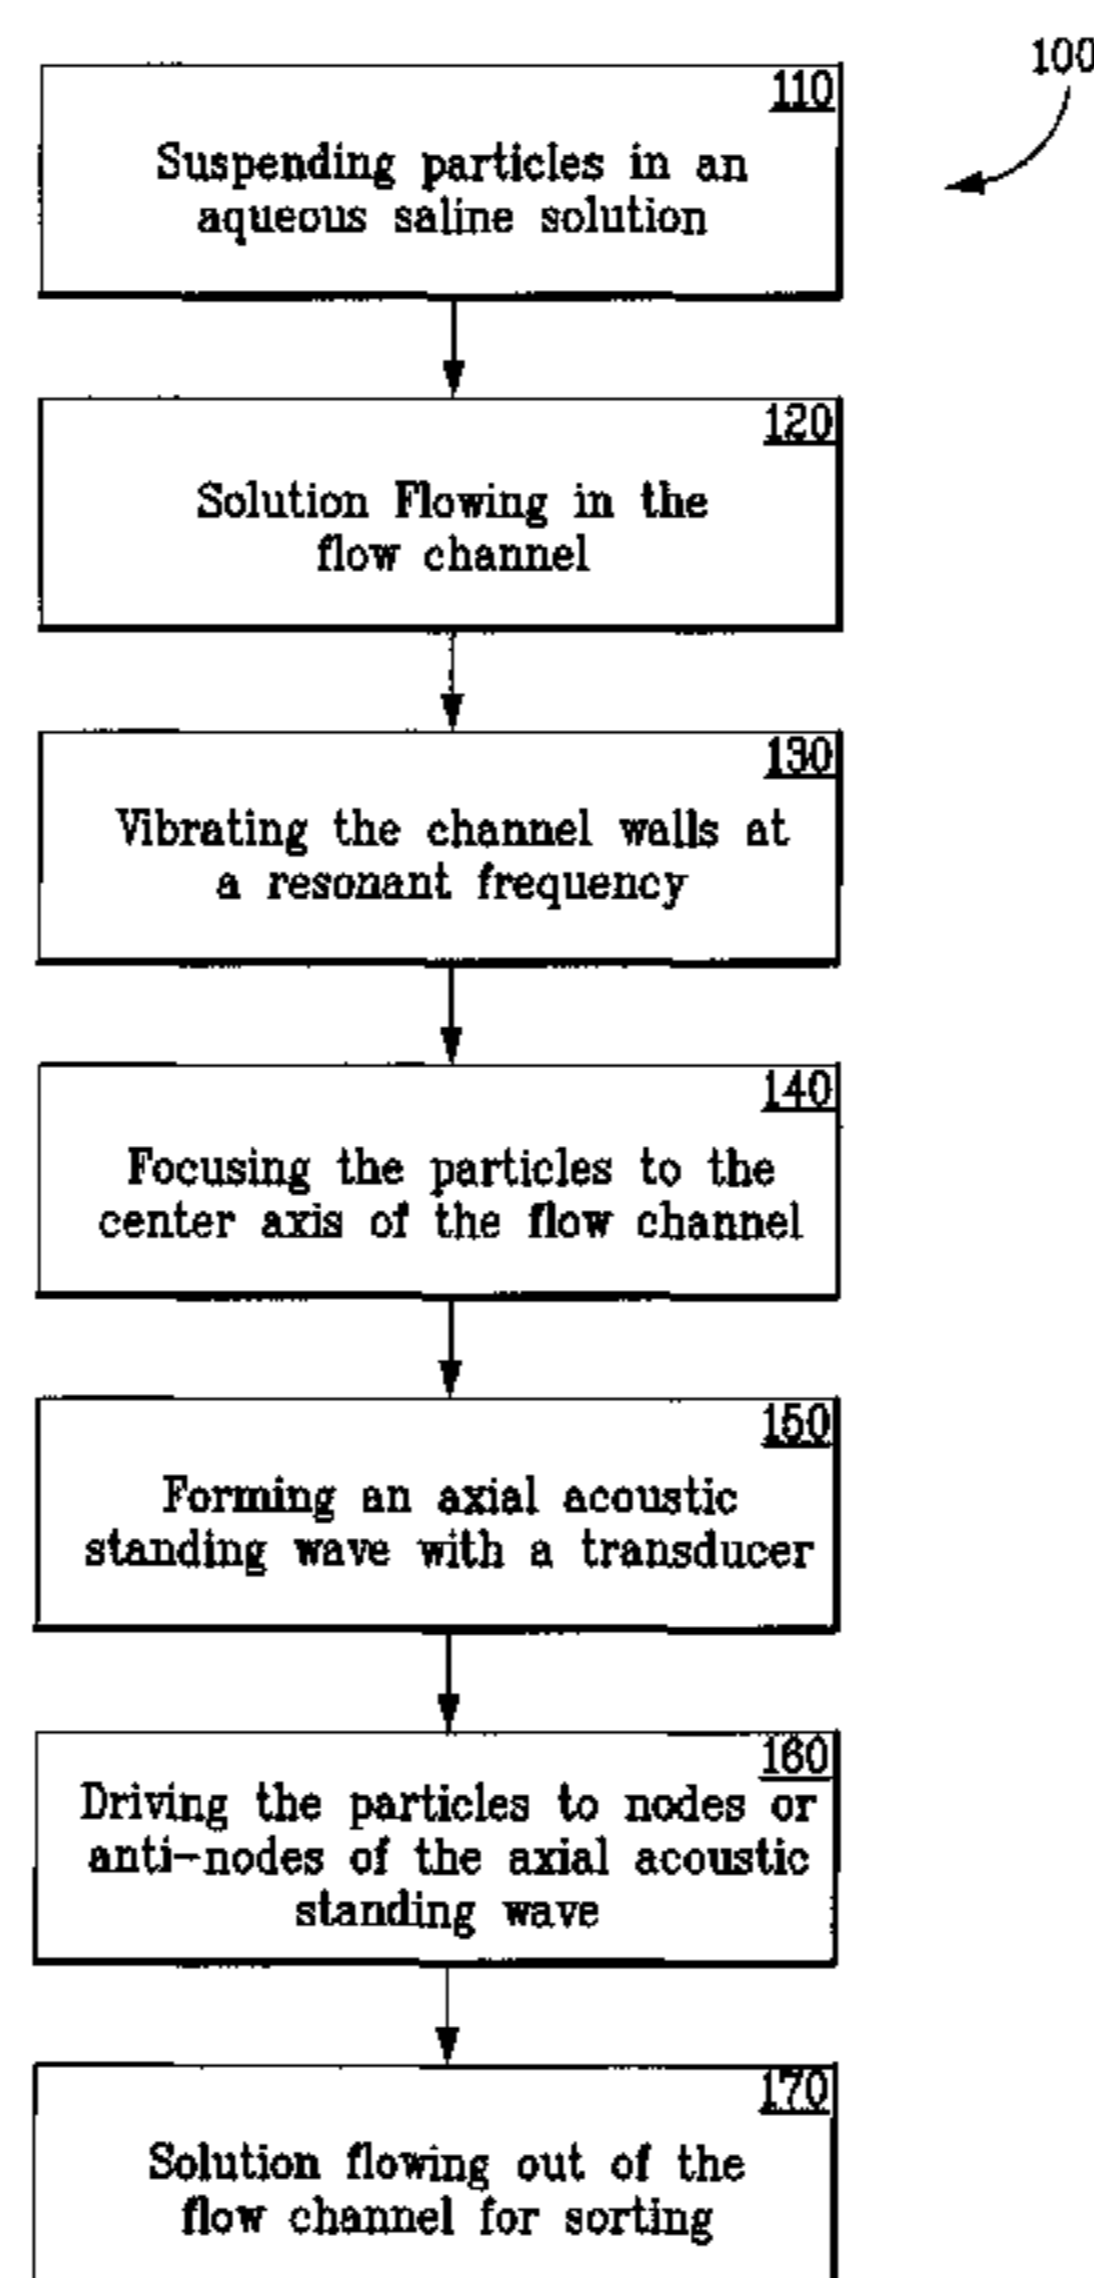 100
110
Suspending particles in an
aqueous saline solution
120
Solution Flowing in the
flow channel
130
Vibrating the channel walls at
a resonant frequency
140
Focusing the particles to the
center axis of the flow channel
150
Forming an axial acoustic
standing wave with a transducer
160
Driving the particles to nodes or
anti-nodes of the axial acoustic
standing wave
170
Solution flowing out of the
flow channel for sorting